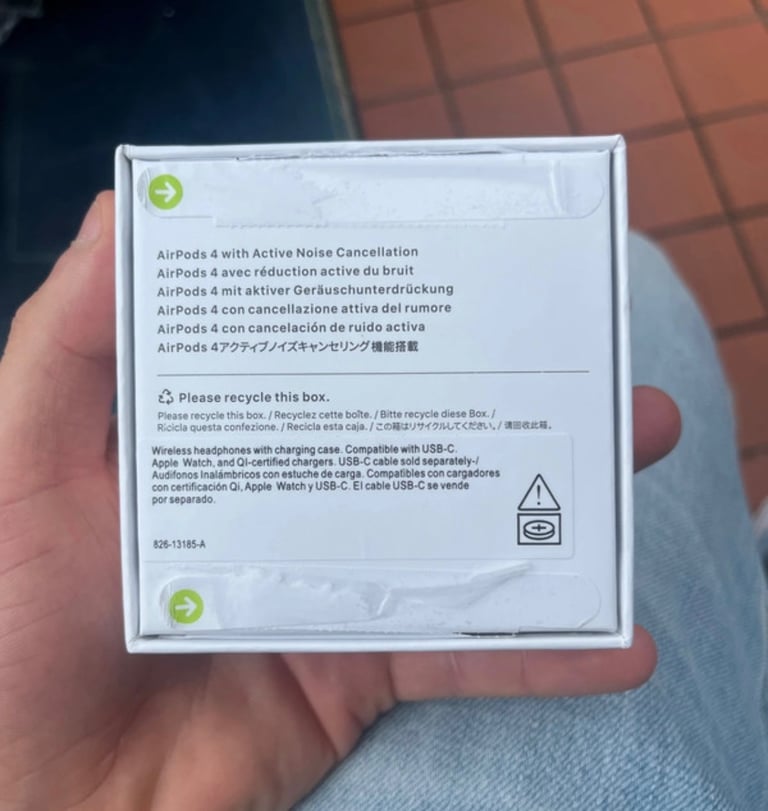 AirPods 4 with Active Noise Cancellation
AirPods 4 avec réduction active du bruit
AirPods 4 mit aktiver Geräuschunterdrückung
AirPods 4 con cancellazione attiva del rumore
AirPods 4 con cancelación de ruido activa
AirPods 4アクティブノイズキャンセリング機能搭載
Please recycle this box.
Please recycle this box. / Recyclez cette boîte. / Bitte recycle diese Box. /
Ricicla questa confezione. / Recicla esta caja. / この箱はリサイクルしてください。/ 请回收此箱。
Wireless headphones with charging case. Compatible with USB-C.
Apple Watch, and QI-certified chargers. USB-C cable sold separately-/
Audífonos Inalámbricos con estuche de carga. Compatibles con cargadores
con certificación Qi, Apple Watch y USB-C. El cable USB-C se vende
por separado.
826-13185-A